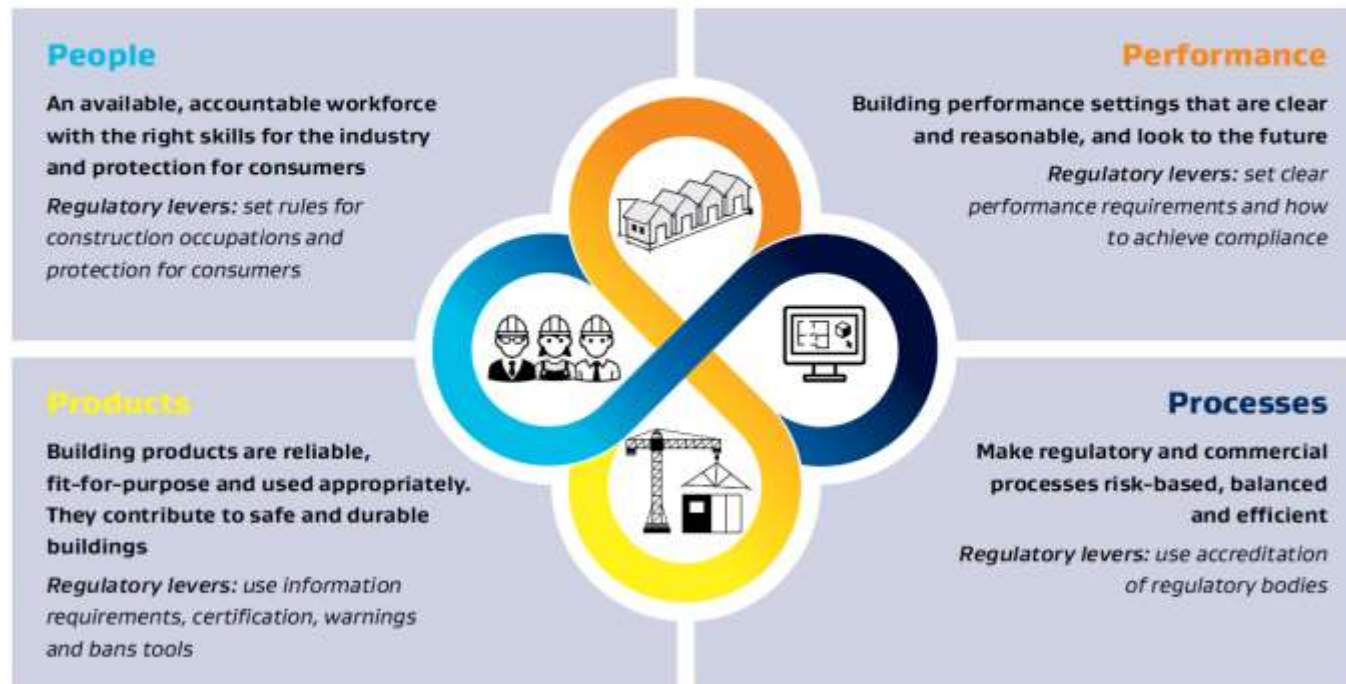 People
An available, accountable workforce
with the right skills for the industry
and protection for consumers
Regulatory levers: set rules for
construction occupations and
protection for consumers
Performance
Building performance settings that are clear
and reasonable, and look to the future
Regulatory levers: set clear
performance requirements and how
to achieve compliance
Products
Building products are reliable,
fit-for-purpose and used appropriately.
They contribute to safe and durable
buildings
Regulatory levers: use information
requirements, certification, warnings
and bans tools
Processes
Make regulatory and commercial
processes risk-based, balanced
and efficient
Regulatory levers: use accreditation
of regulatory bodies